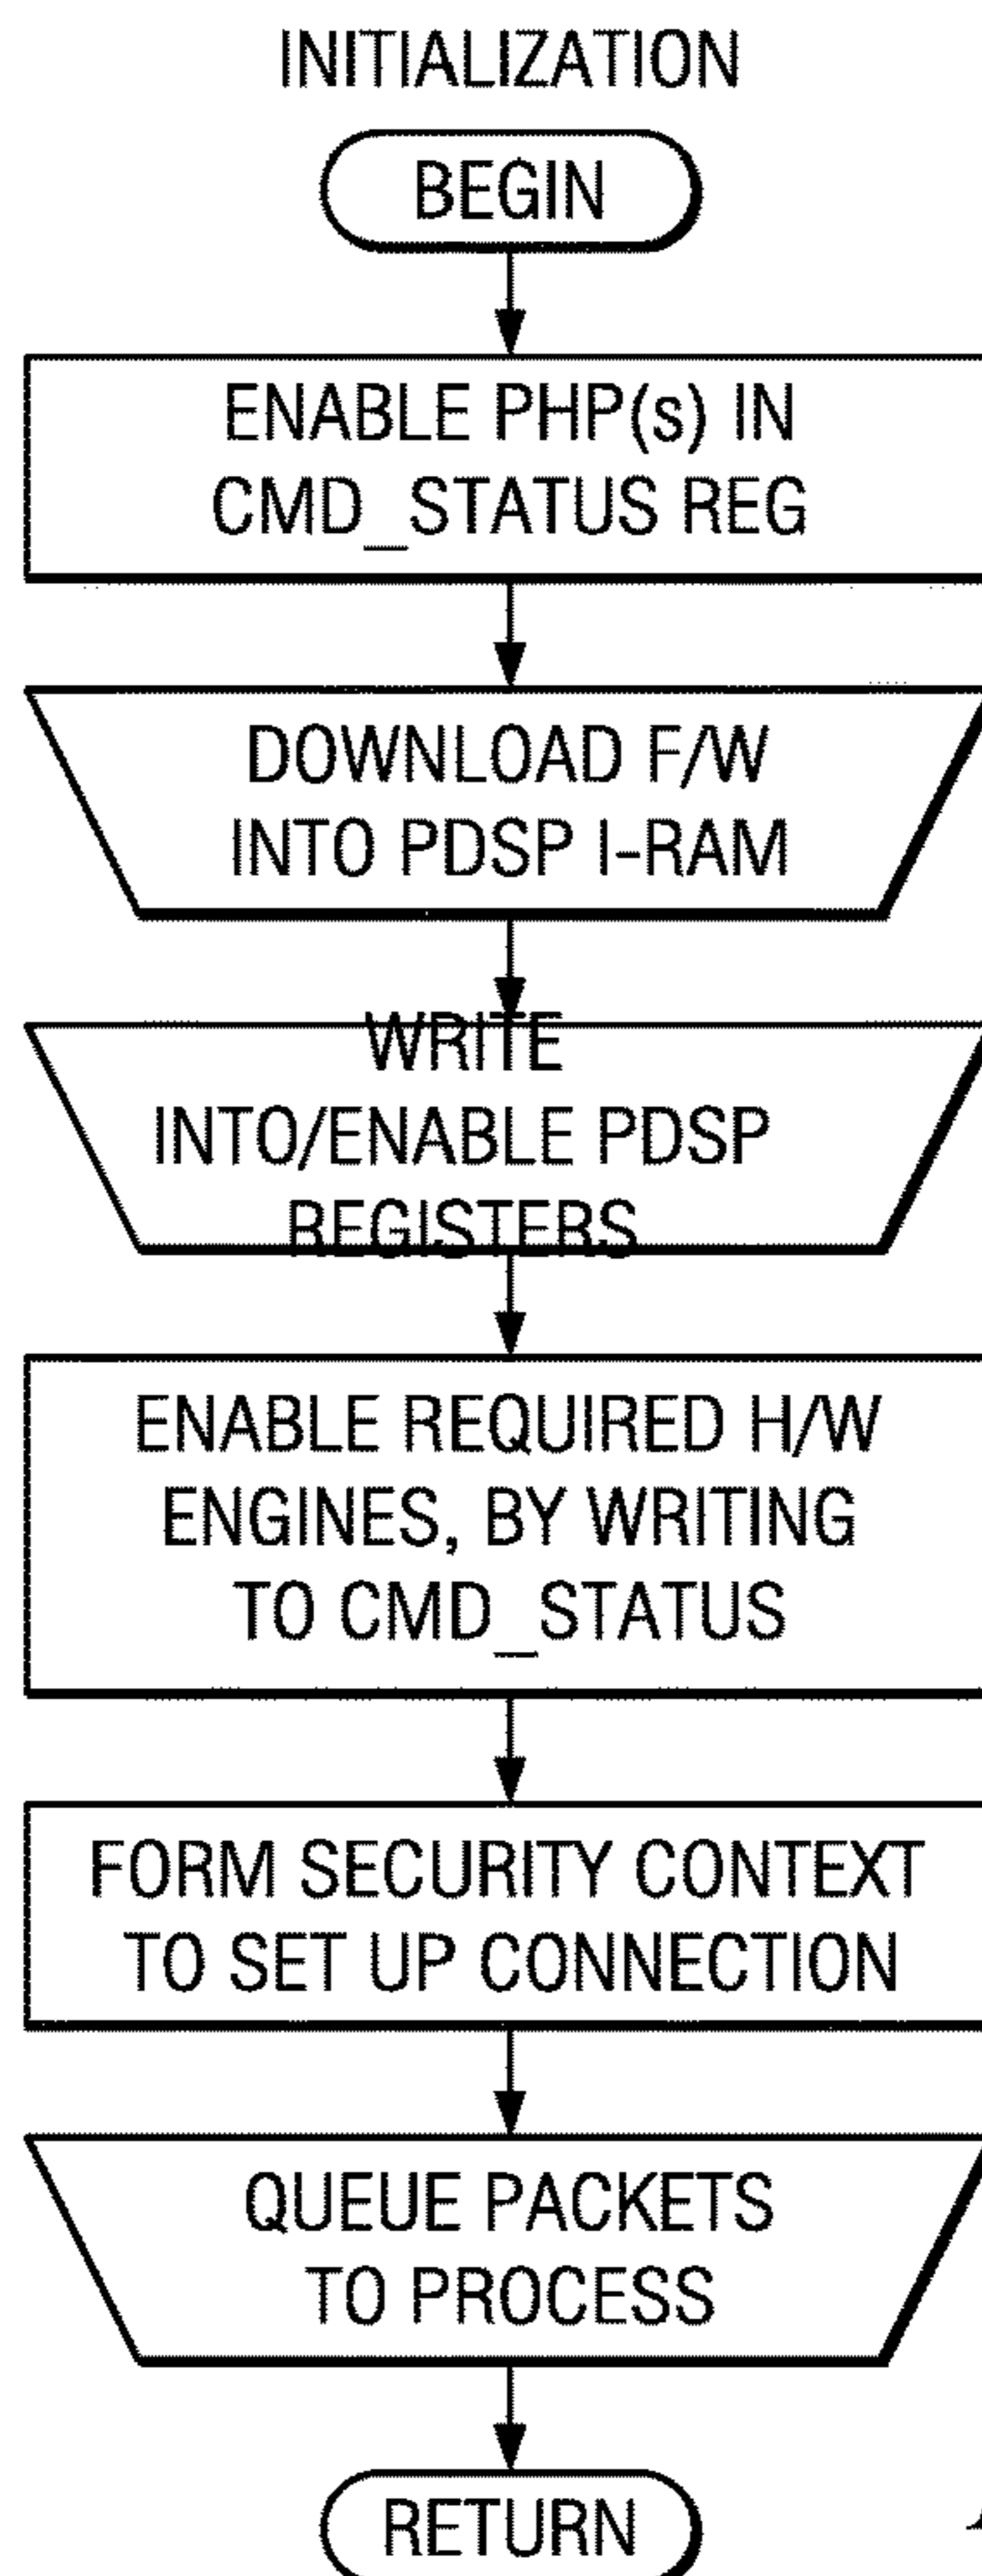 INITIALIZATION
BEGIN
ENABLE PHP(s) IN
CMD_STATUS REG
DOWNLOAD F/W
INTO PDSP I-RAM
WRITE
INTO/ENABLE PDSP
REGISTERS
ENABLE REQUIRED H/W
ENGINES, BY WRITING
TO CMD_STATUS
FORM SECURITY CONTEXT
TO SET UP CONNECTION
QUEUE PACKETS
TO PROCESS
RETURN